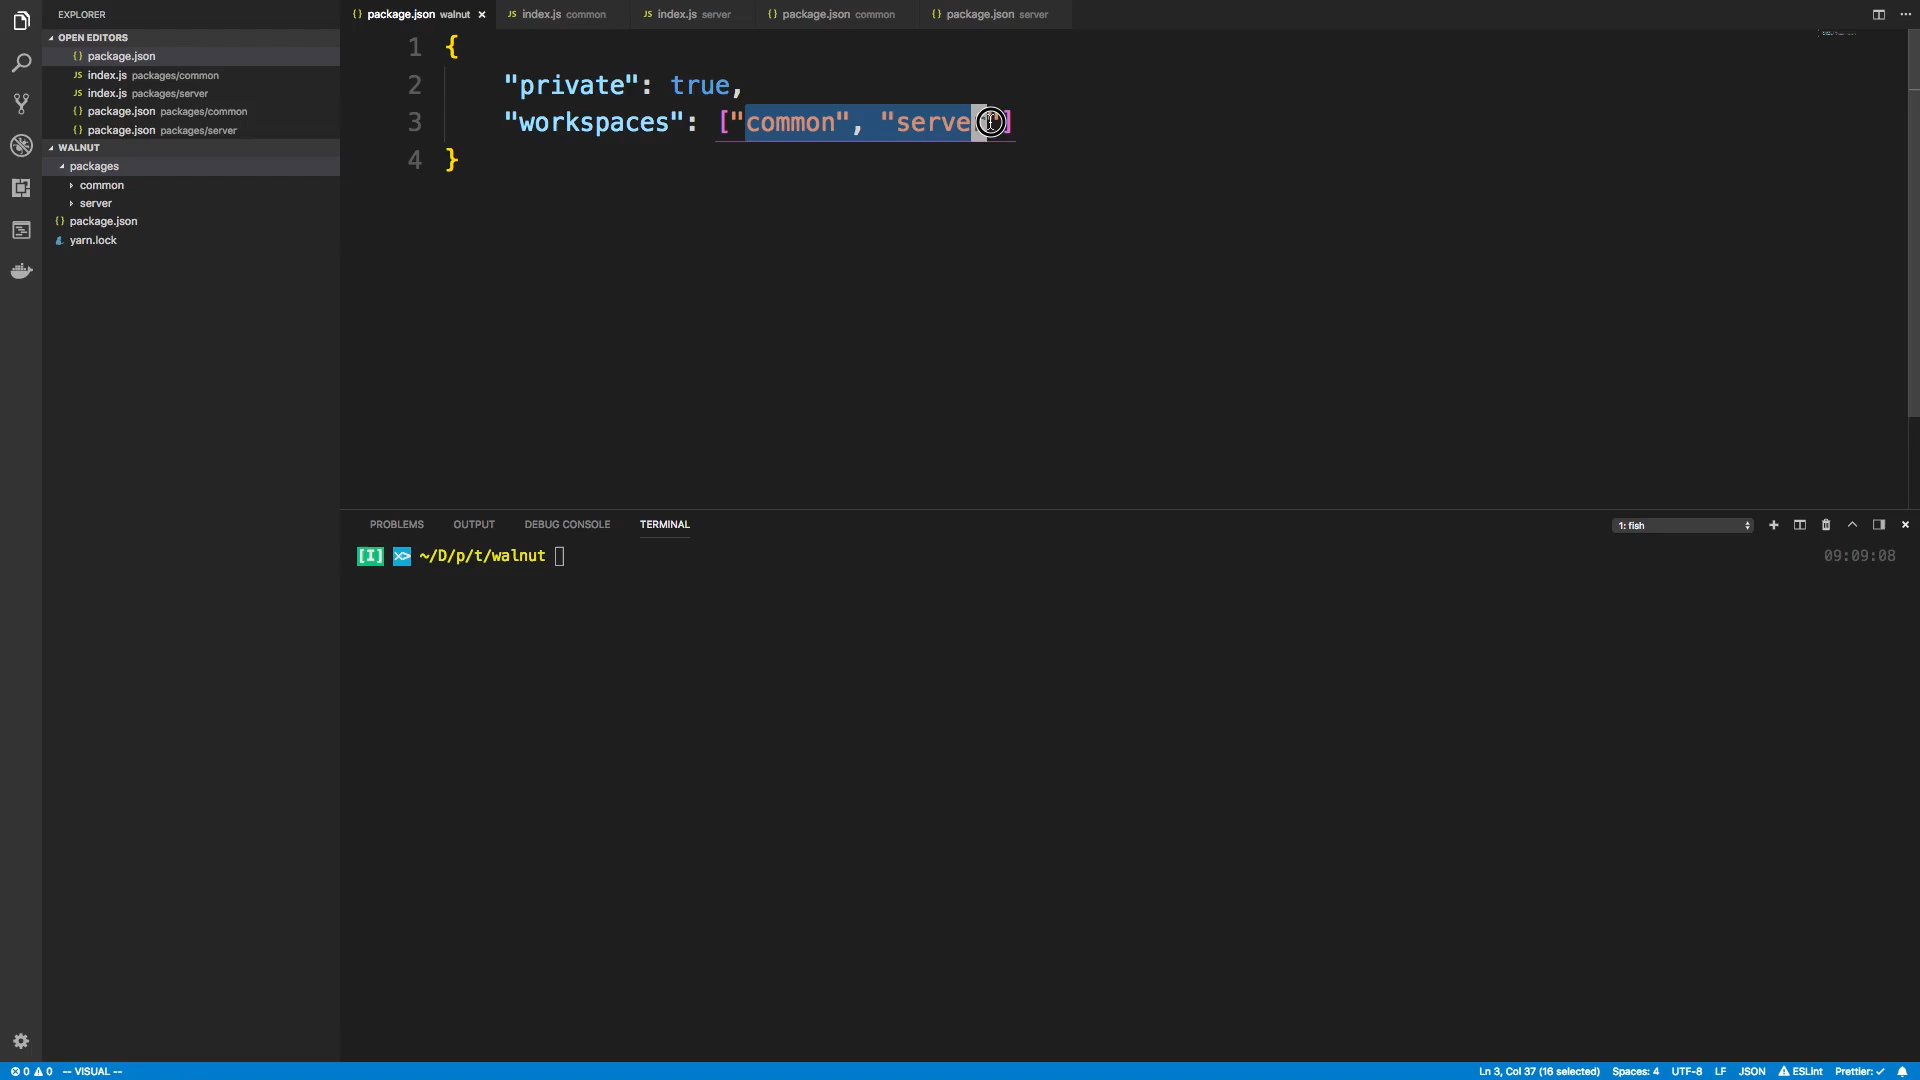 EXPLORER
OPEN EDITORS
{} package.json
JS index.js packages/common
JS index.js packages/server
{} package.json packages/common
{} package.json packages/server
WALNUT
packages
common
server
{} package.json
yarn.lock
{} package.json walnut ×
JS index.js common
JS index.js server
{} package.json common
{} package.json server
1 {
2 "private": true,
3 "workspaces": ["common", "server"]
4 }
PROBLEMS OUTPUT DEBUG CONSOLE TERMINAL
1: fish
[I] >< ~/D/p/t/walnut
09:09:08
0 0 -- VISUAL --
Ln 3, Col 37 (16 selected) Spaces: 4 UTF-8 LF JSON ESLint Prettier: ✓